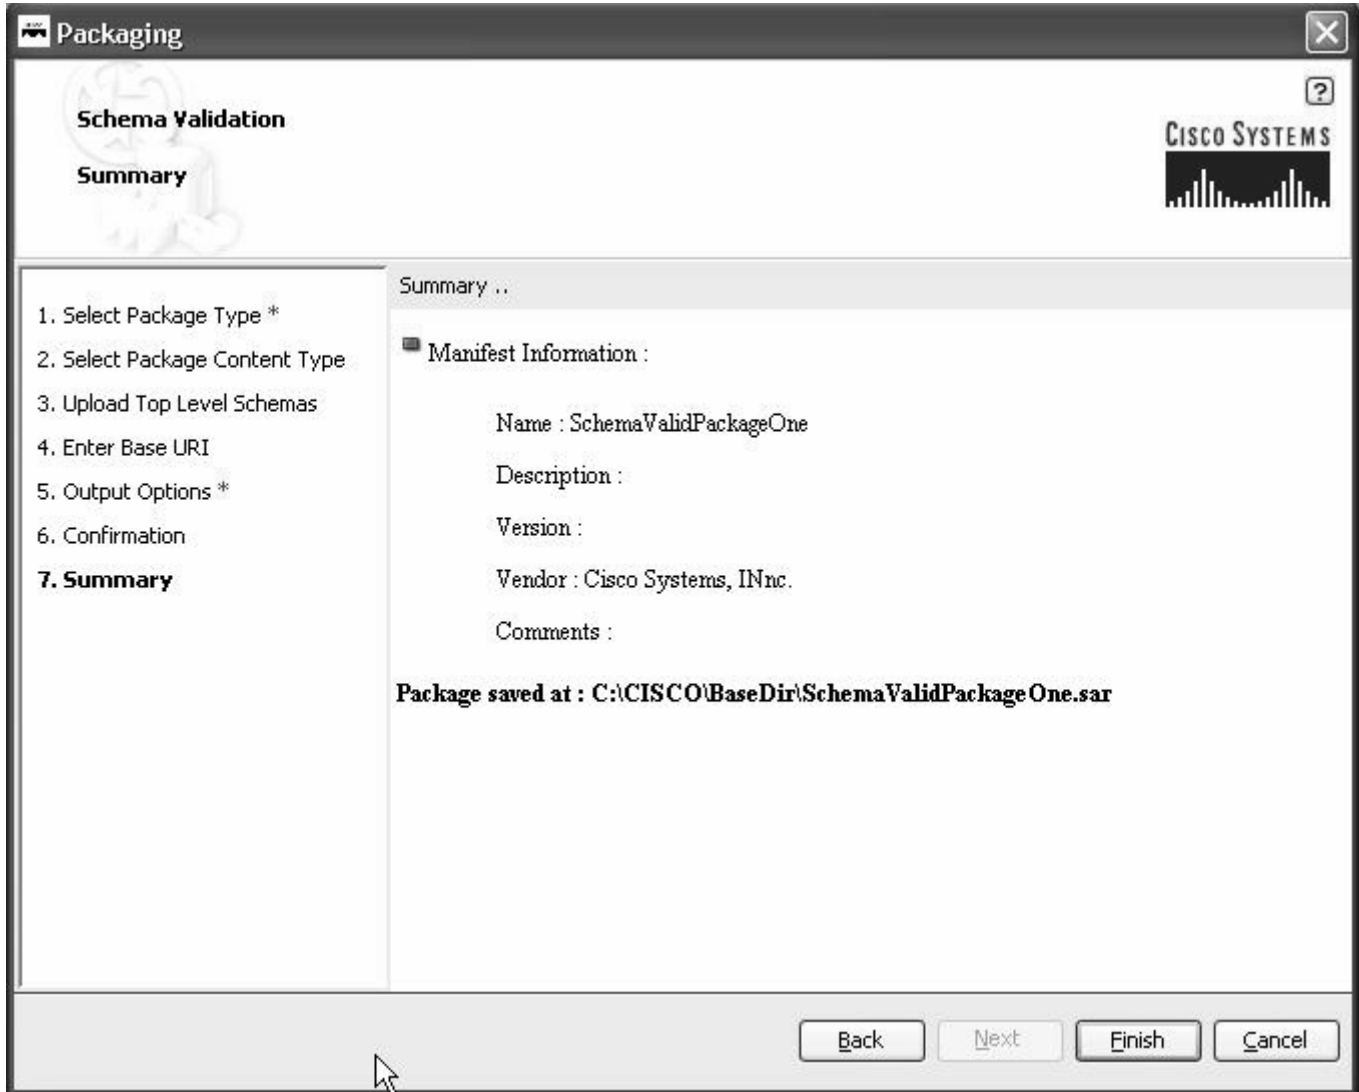 Packaging
Schema Validation
?
CISCO SYSTEMS
Summary
1. Select Package Type *
2. Select Package Content Type
3. Upload Top Level Schemas
4. Enter Base URI
5. Output Options *
6. Confirmation
7. Summary
Summary ..
Manifest Information :
Name : SchemaValidPackageOne
Description :
Version :
Vendor : Cisco Systems, INnc.
Comments :
Package saved at : C:\CISCO\BaseDir\SchemaValidPackageOne.sar
Back Next Finish Cancel